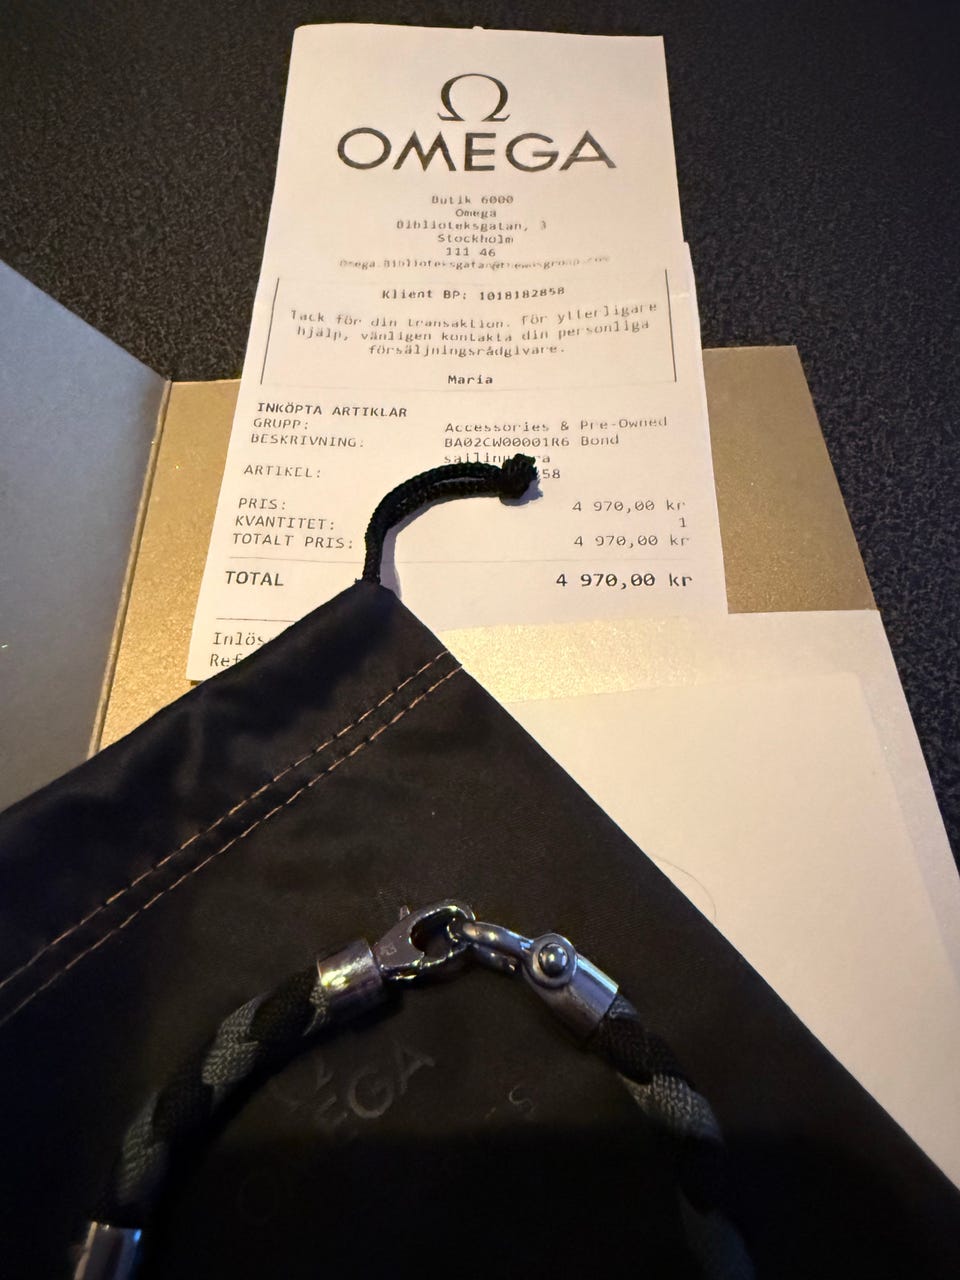 Ω
OMEGA
Butik 6000
Omega
Biblioteksgatan, 3
Stockholm
111 46
Klient BP: 1018182858
Tack för din transaktion. För ytterligare
hjälp, vänligen kontakta din personliga
försäljningsrådgivare.
Maria
INKÖPTA ARTIKLAR
GRUPP: Accessories & Pre-Owned
BESKRIVNING: BA02CW00001R6 Bond
ARTIKEL: 58
PRIS: 4 970,00 kr
KVANTITET: 1
TOTALT PRIS: 4 970,00 kr
TOTAL 4 970,00 kr
OMEGA